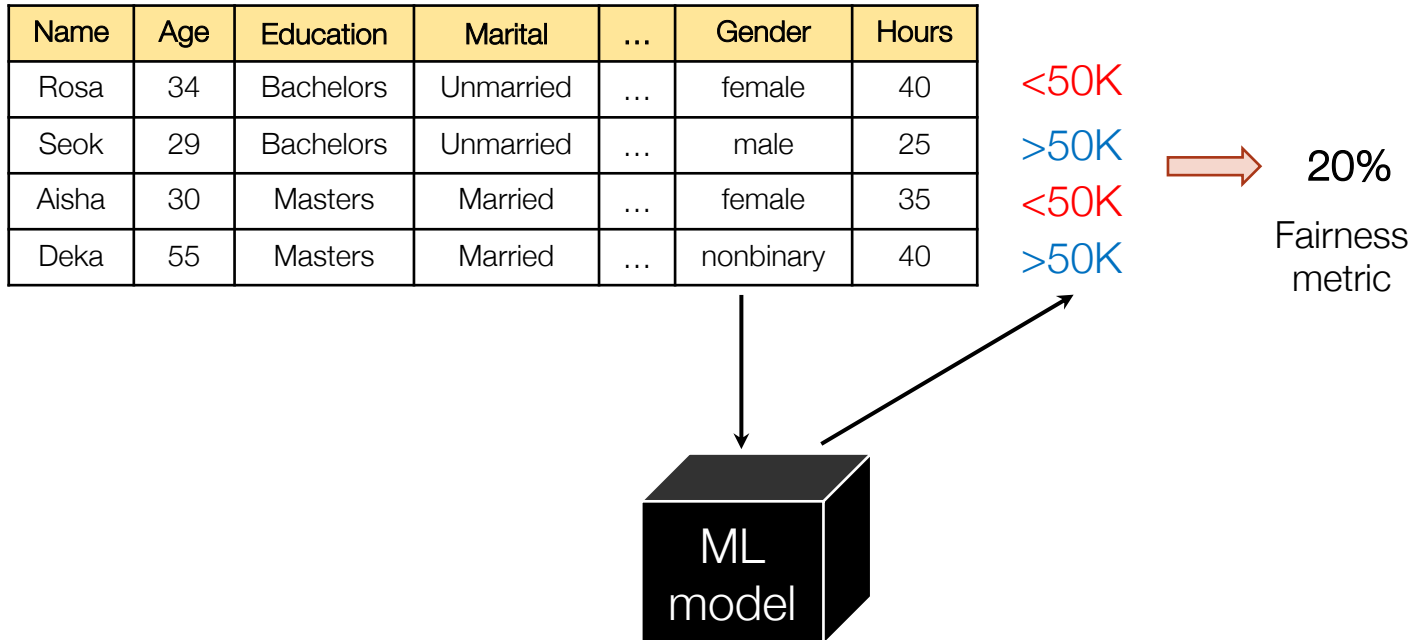 Name Age Education Marital ... Gender Hours
Rosa 34 Bachelors Unmarried ... female 40 <50K
Seok 29 Bachelors Unmarried ... male 25 >50K
Aisha 30 Masters Married ... female 35 <50K
Deka 55 Masters Married ... nonbinary 40 >50K
20%
Fairness
metric
ML
model